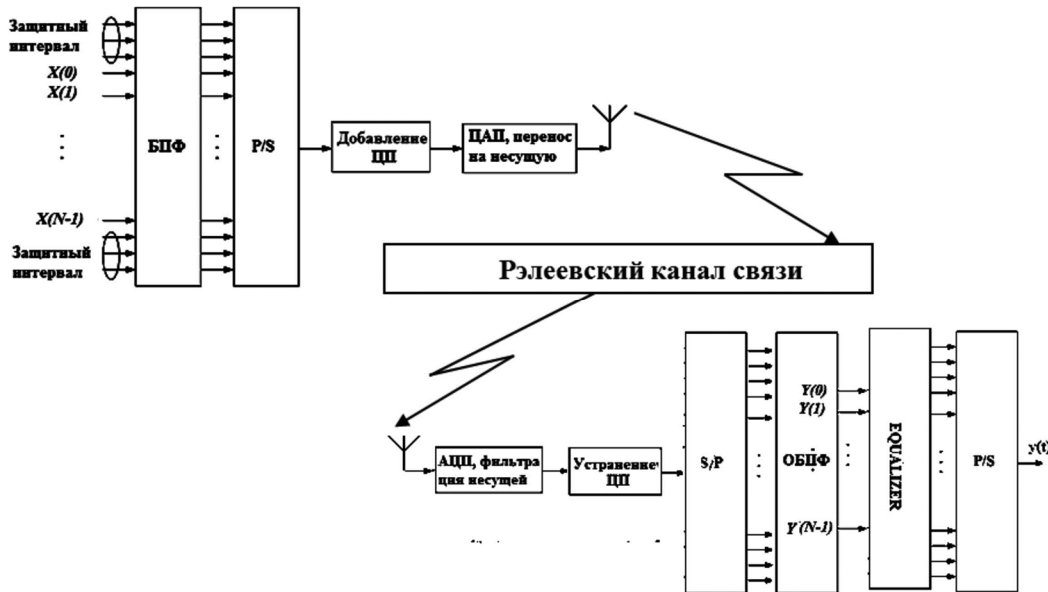 Защитный
интервал
X(0)
X(1)
X(N-1)
Защитный
интервал
БПФ
P/S
Добавление
ЦП
ЦАП, перенос
на несущую
Рэлеевский канал связи
АЦП, фильтра
ция несущей
Устранение
ЦП
S/P
ОБПФ
Y(0)
Y(1)
Y(N-1)
EQUALIZER
P/S
y(t)